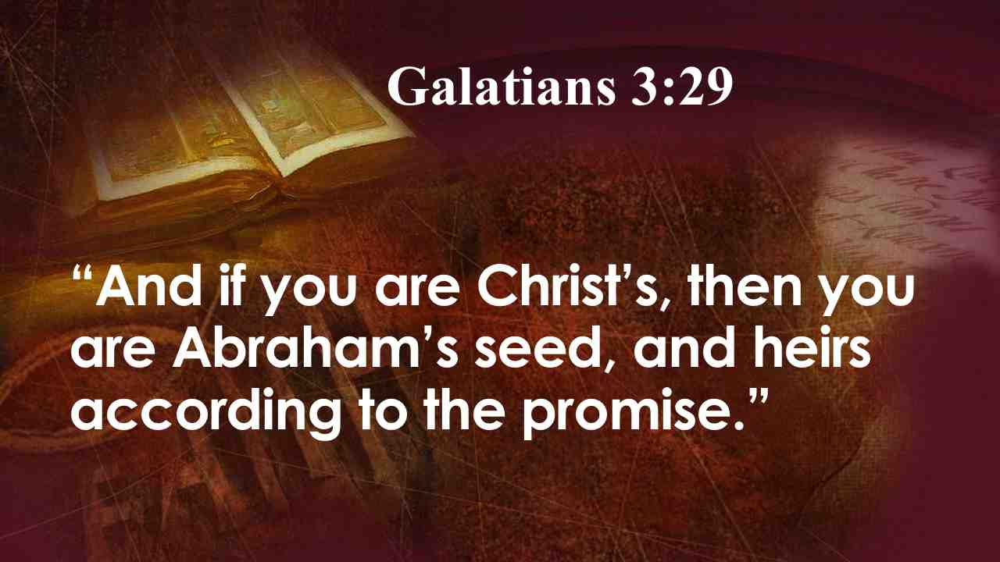 Galatians 3:29
“And if you are Christ’s, then you
are Abraham’s seed, and heirs
according to the promise.”